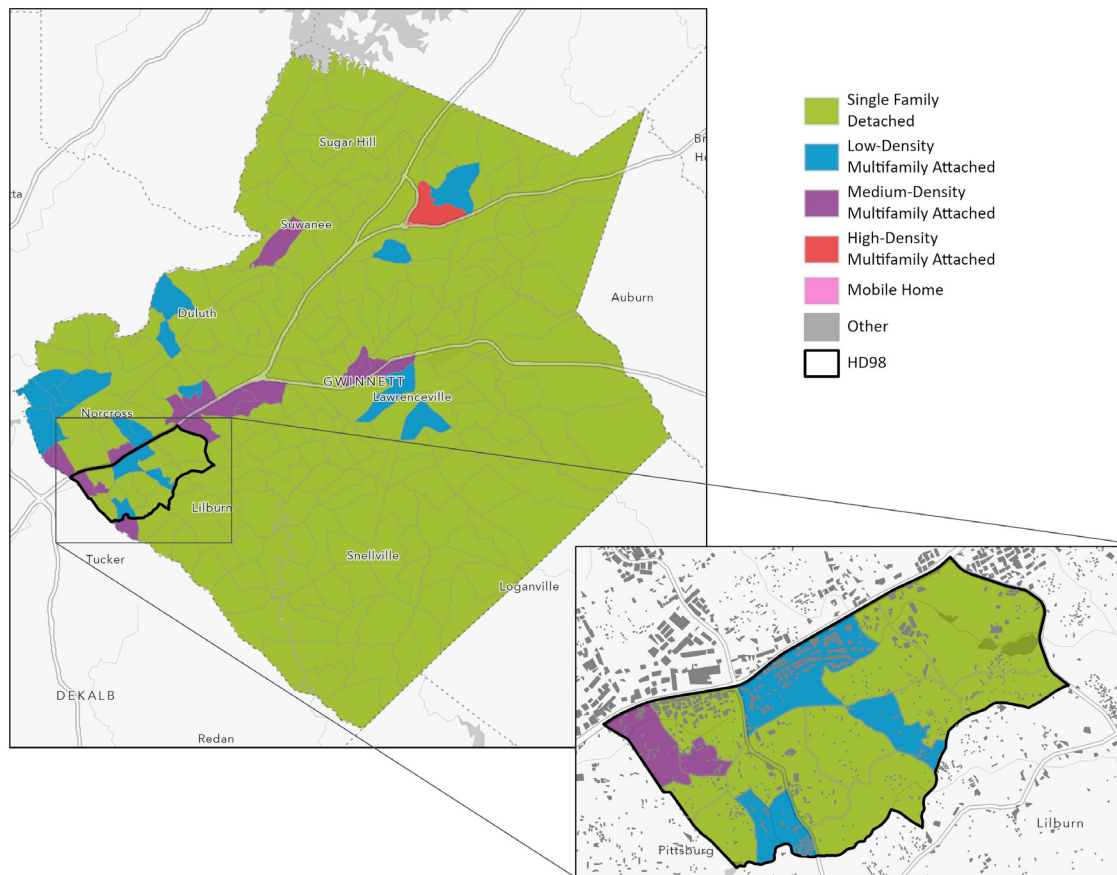 Sugar Hill
Suwanee
Duluth
Auburn
GWINNETT
Lawrenceville
Norcross
Lilburn
Tucker
Snellville
Loganville
DEKALB
Redan
Single Family
Detached
Low-Density
Multifamily Attached
Medium-Density
Multifamily Attached
High-Density
Multifamily Attached
Mobile Home
Other
HD98
Pittsburg
Lilburn